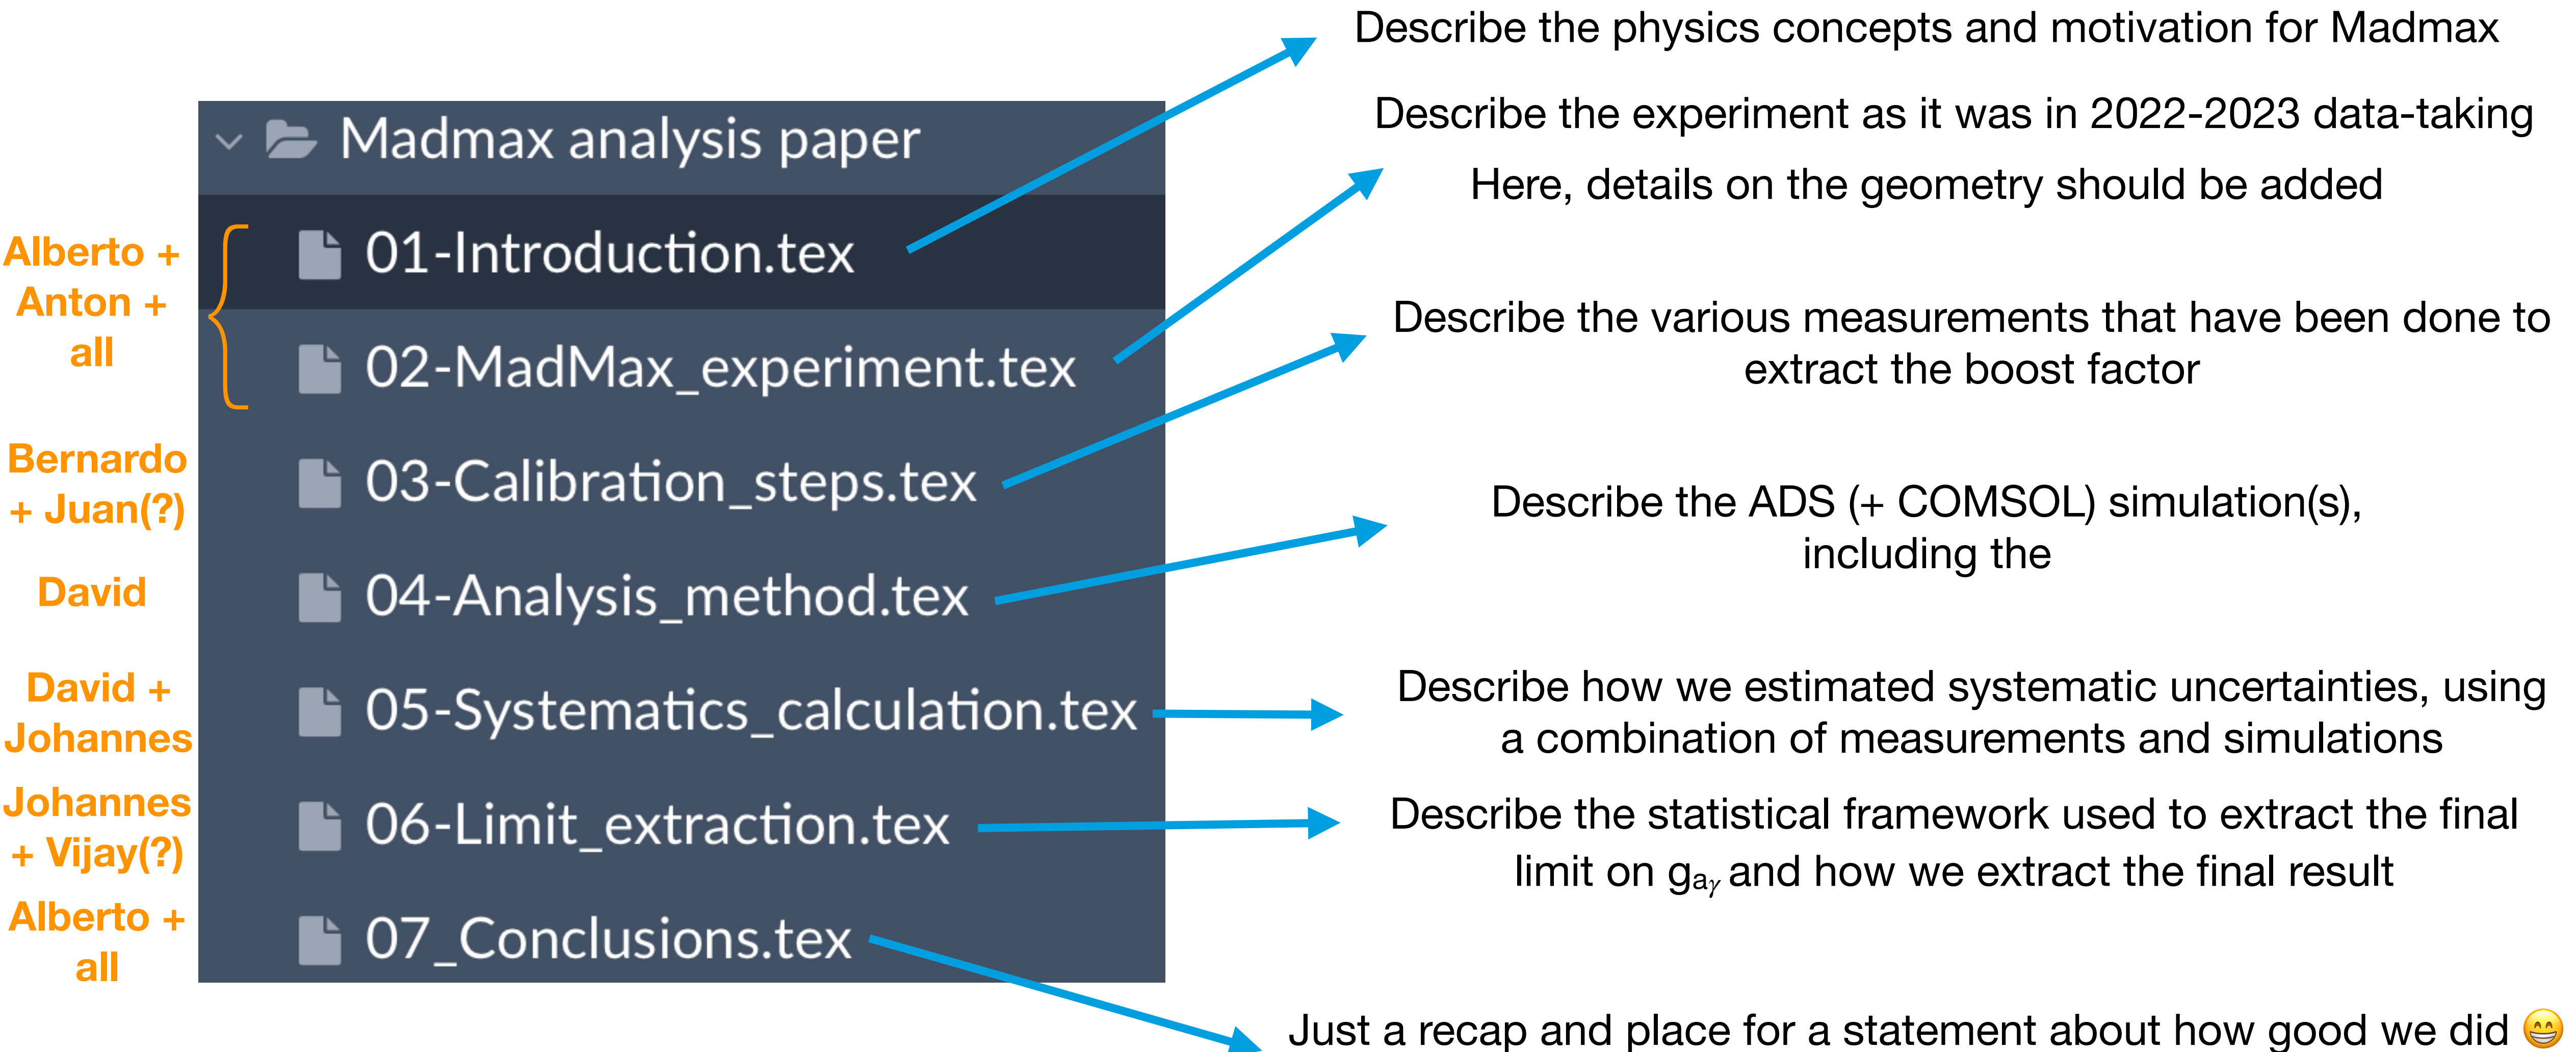 Madmax analysis paper
Alberto +
Anton +
all
01-Introduction.tex
Describe the physics concepts and motivation for Madmax
02-MadMax_experiment.tex
Describe the experiment as it was in 2022-2023 data-taking
Here, details on the geometry should be added
Bernardo
+ Juan(?)
03-Calibration_steps.tex
Describe the various measurements that have been done to
extract the boost factor
David
04-Analysis_method.tex
Describe the ADS (+ COMSOL) simulation(s),
including the
David +
Johannes
05-Systematics_calculation.tex
Describe how we estimated systematic uncertainties, using
a combination of measurements and simulations
Johannes
+ Vijay(?)
06-Limit_extraction.tex
Describe the statistical framework used to extract the final
limit on gaγ and how we extract the final result
Alberto +
all
07_Conclusions.tex
Just a recap and place for a statement about how good we did 😁